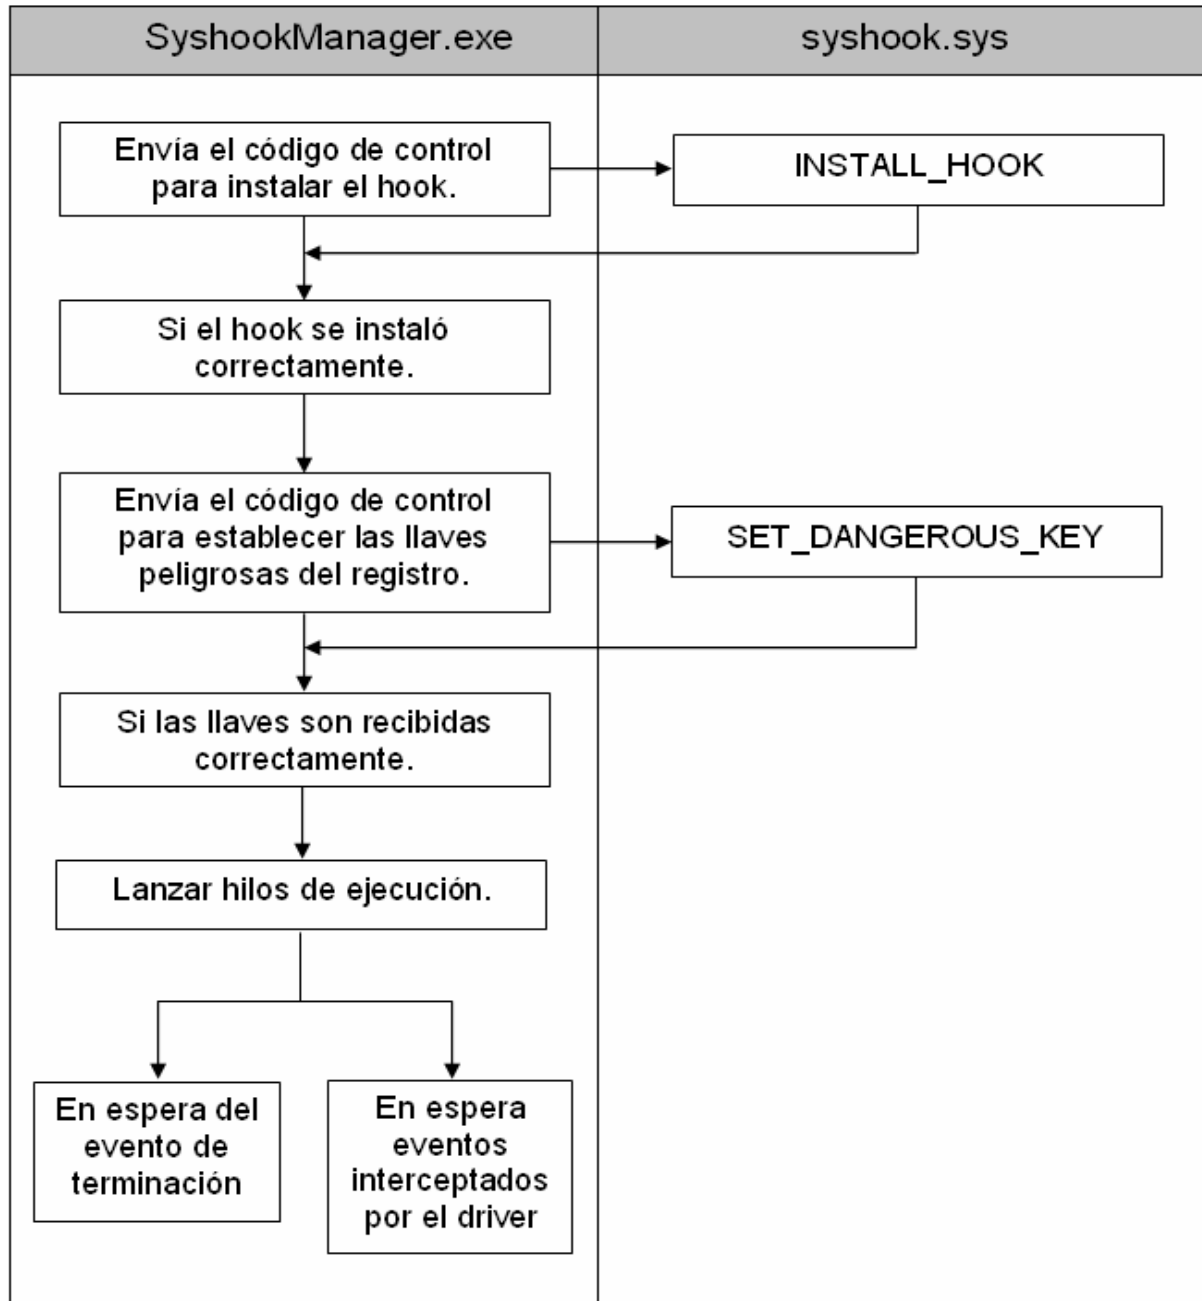 SyshookManager.exe
syshook.sys
Envía el código de control
para instalar el hook.
INSTALL_HOOK
Si el hook se instaló
correctamente.
Envía el código de control
para establecer las llaves
peligrosas del registro.
SET_DANGEROUS_KEY
Si las llaves son recibidas
correctamente.
Lanzar hilos de ejecución.
En espera del
evento de
terminación
En espera
eventos
interceptados
por el driver